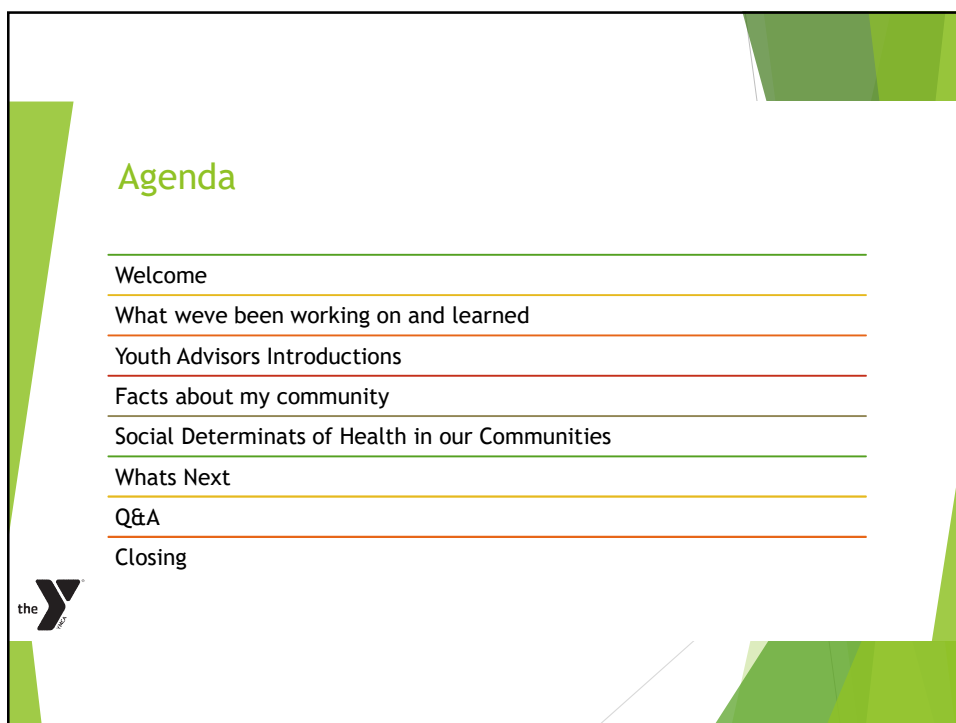 Agenda
Welcome
What weve been working on and learned
Youth Advisors Introductions
Facts about my community
Social Determinats of Health in our Communities
Whats Next
Q&A
Closing
the
YMCA